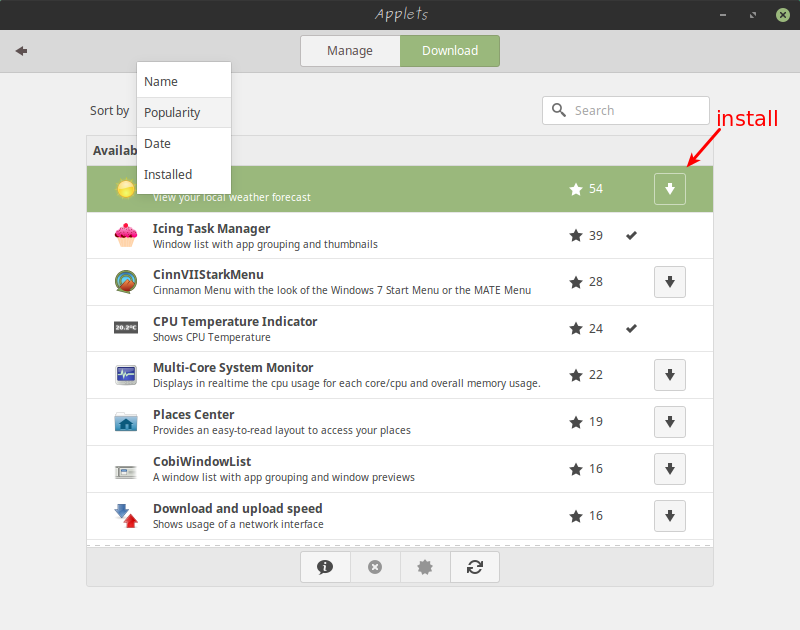 Applets
Manage
Download
Name
Sort by
Popularity
Search
install
Date
Availab
Installed
View your local weather forecast
54
Icing Task Manager
39
Window list with app grouping and thumbnails
CinnVIIStarkMenu
28
Cinnamon Menu with the look of the Windows 7 Start Menu or the MATE Menu
20.2°C
CPU Temperature Indicator
24
Shows CPU Temperature
Multi-Core System Monitor
22
Displays in realtime the cpu usage for each core/cpu and overall memory usage.
Places Center
19
Provides an easy-to-read layout to access your places
CobiWindowList
16
A window list with app grouping and window previews
Download and upload speed
16
Shows usage of a network interface